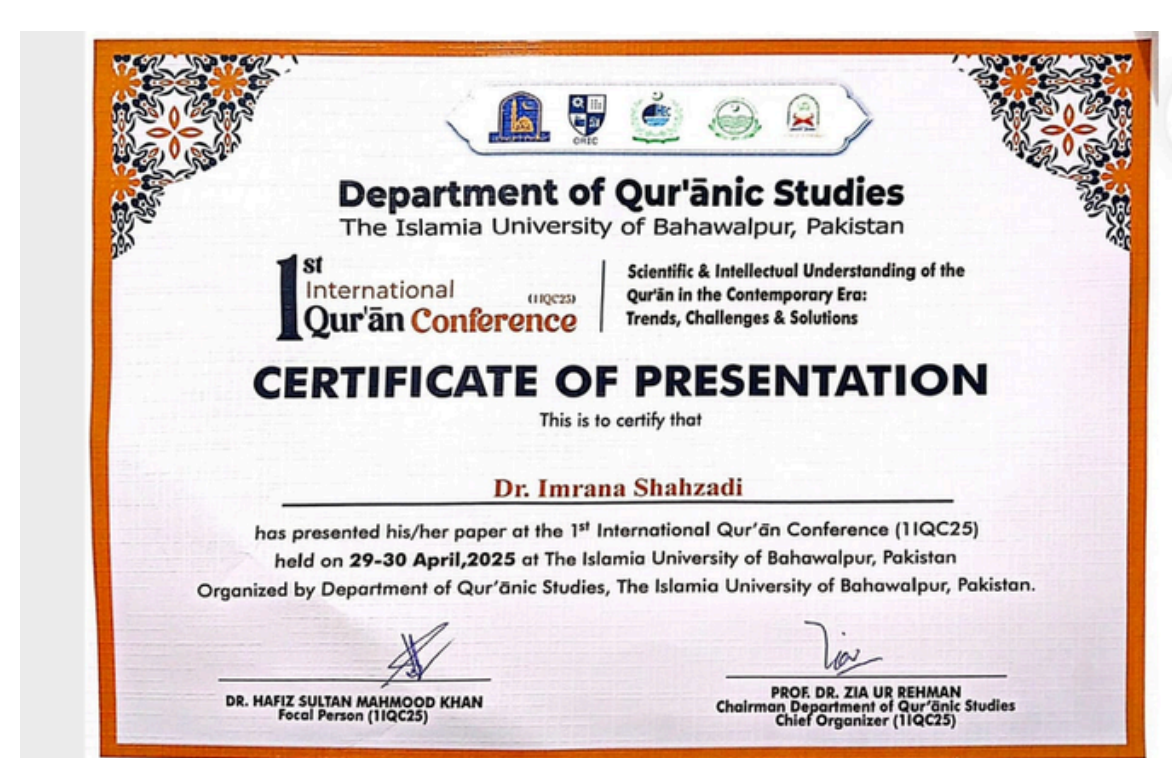 ORIC
Department of Qur'ānic Studies
The Islamia University of Bahawalpur, Pakistan
1st
International
(1IQC25)
Qur'ān Conference
Scientific & Intellectual Understanding of the
Qur'ān in the Contemporary Era:
Trends, Challenges & Solutions
CERTIFICATE OF PRESENTATION
This is to certify that
Dr. Imrana Shahzadi
has presented his/her paper at the 1st International Qur'ān Conference (1IQC25)
held on 29-30 April,2025 at The Islamia University of Bahawalpur, Pakistan
Organized by Department of Qur'ānic Studies, The Islamia University of Bahawalpur, Pakistan.
DR. HAFIZ SULTAN MAHMOOD KHAN
Focal Person (1IQC25)
PROF. DR. ZIA UR REHMAN
Chairman Department of Qur'ānic Studies
Chief Organizer (1IQC25)